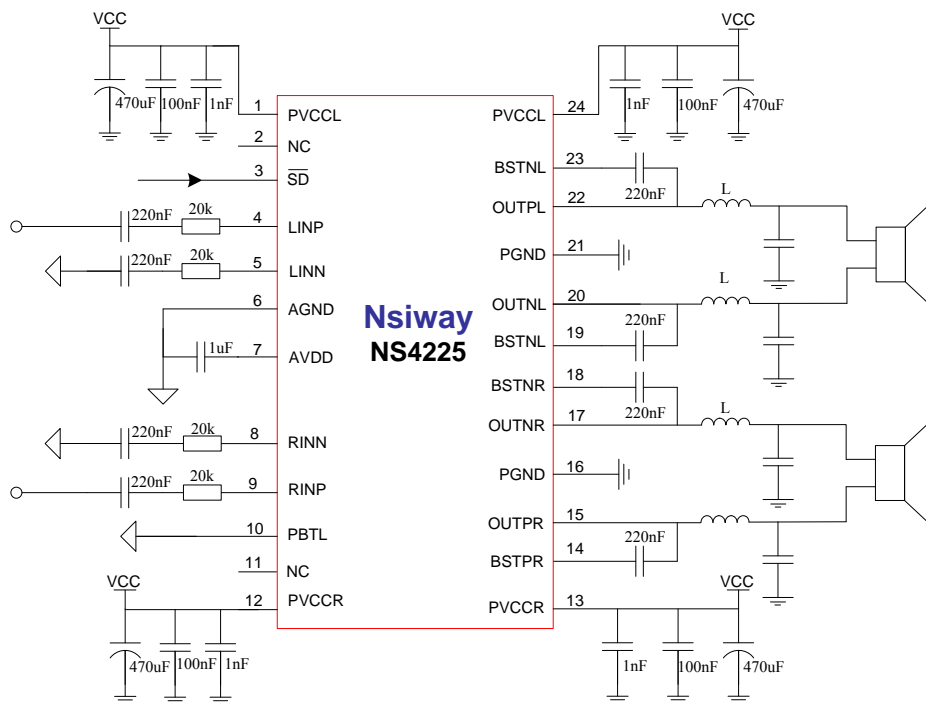 VCC
470uF
100nF
1nF
1
PVCCL
2
NC
3
SD
220nF
20k
4
LINP
220nF
20k
5
LINN
6
AGND
1uF
7
AVDD
220nF
20k
8
RINN
220nF
20k
9
RINP
10
PBTL
11
NC
VCC
12
PVCCR
470uF
100nF
1nF
Nsiway
NS4225
VCC
1nF
100nF
470uF
24
PVCCL
23
BSTNL
220nF
22
OUTPL
L
21
PGND
20
OUTNL
L
220nF
19
BSTNL
18
BSTNR
220nF
17
OUTNR
L
16
PGND
15
OUTPR
220nF
14
BSTPR
VCC
13
PVCCR
1nF
100nF
470uF